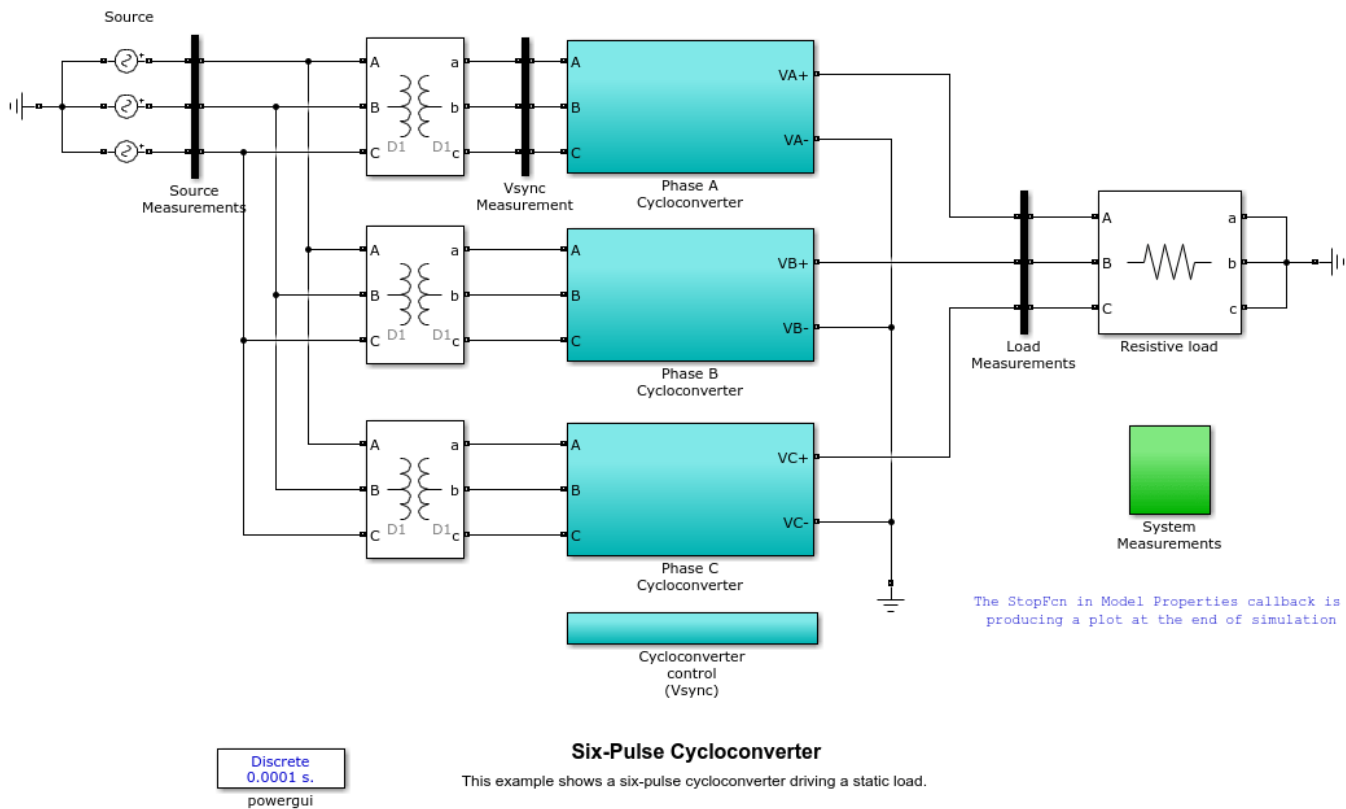 Source
A
B
C
D1
a
b
c
D1
Source
Measurements
Vsync
Measurement
A
B
C
VA+
VA-
Phase A
Cycloconverter
A
B
C
D1
a
b
c
D1
A
B
C
VB+
VB-
Phase B
Cycloconverter
A
B
C
D1
a
b
c
D1
A
B
C
VC+
VC-
Phase C
Cycloconverter
Load
Measurements
A
B
C
a
b
c
Resistive load
System
Measurements
The StopFcn in Model Properties callback is
producing a plot at the end of simulation
Cycloconverter
control
(Vsync)
Discrete
0.0001 s.
powergui
Six-Pulse Cycloconverter
This example shows a six-pulse cycloconverter driving a static load.